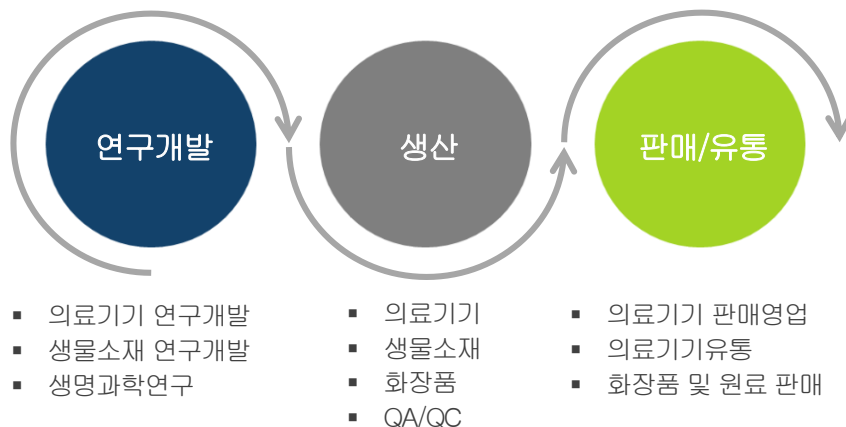 연구개발
생산
판매/유통
▪ 의료기기 연구개발
▪ 생물소재 연구개발
▪ 생명과학연구
▪ 의료기기
▪ 생물소재
▪ 화장품
▪ QA/QC
▪ 의료기기 판매영업
▪ 의료기기유통
▪ 화장품 및 원료 판매